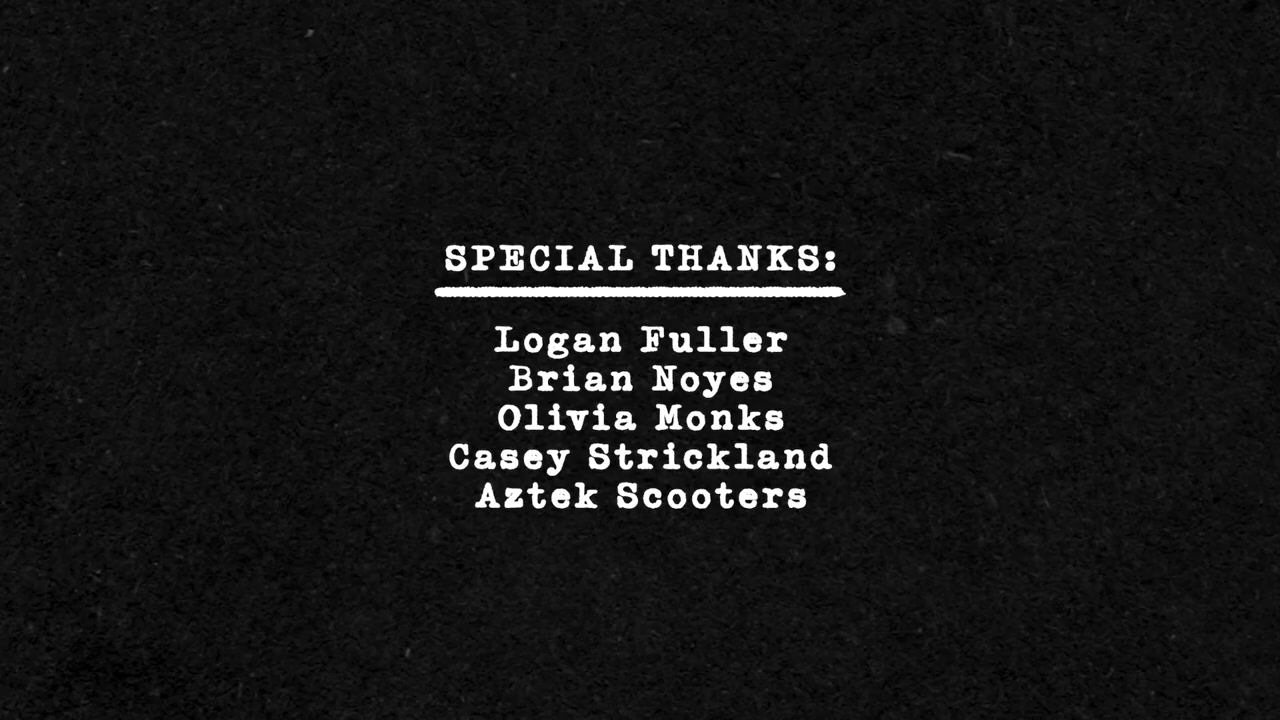 SPECIAL THANKS:
Logan Fuller
Brian Noyes
Olivia Monks
Casey Strickland
Aztek Scooters